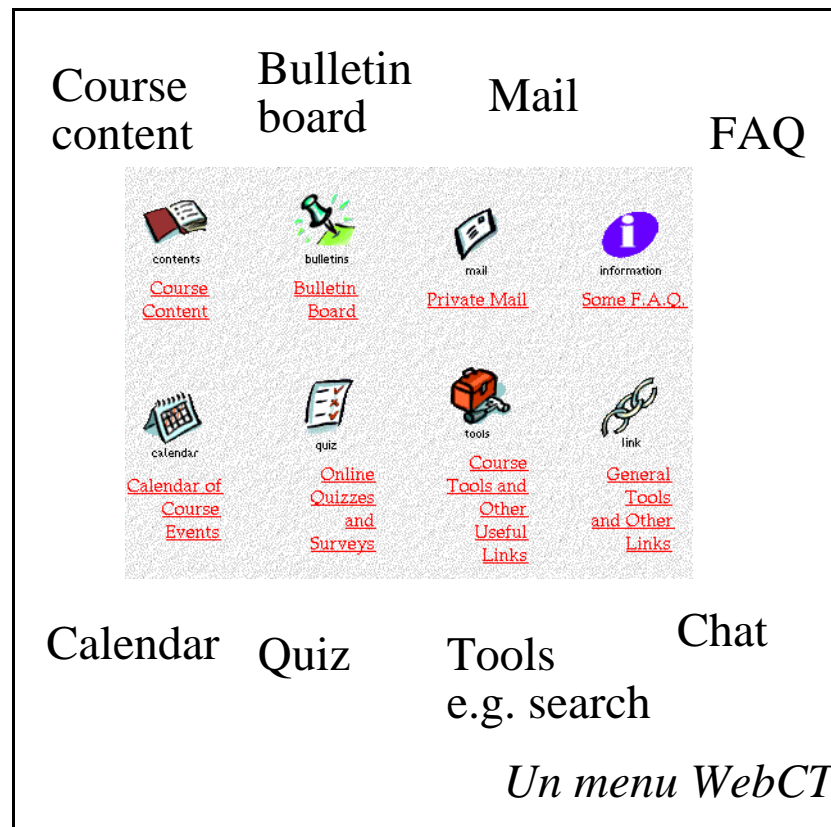 Course
content
Bulletin
board
Mail
FAQ
contents
bulletins
mail
information
Course
Content
Bulletin
Board
Private Mail
Some F.A.Q.
calendar
quiz
tools
link
Calendar of
Course
Events
Online
Quizzes
and
Surveys
Course
Tools and
Other
Useful
Links
General
Tools
and Other
Links
Calendar
Quiz
Tools
e.g. search
Chat
Un menu WebCT